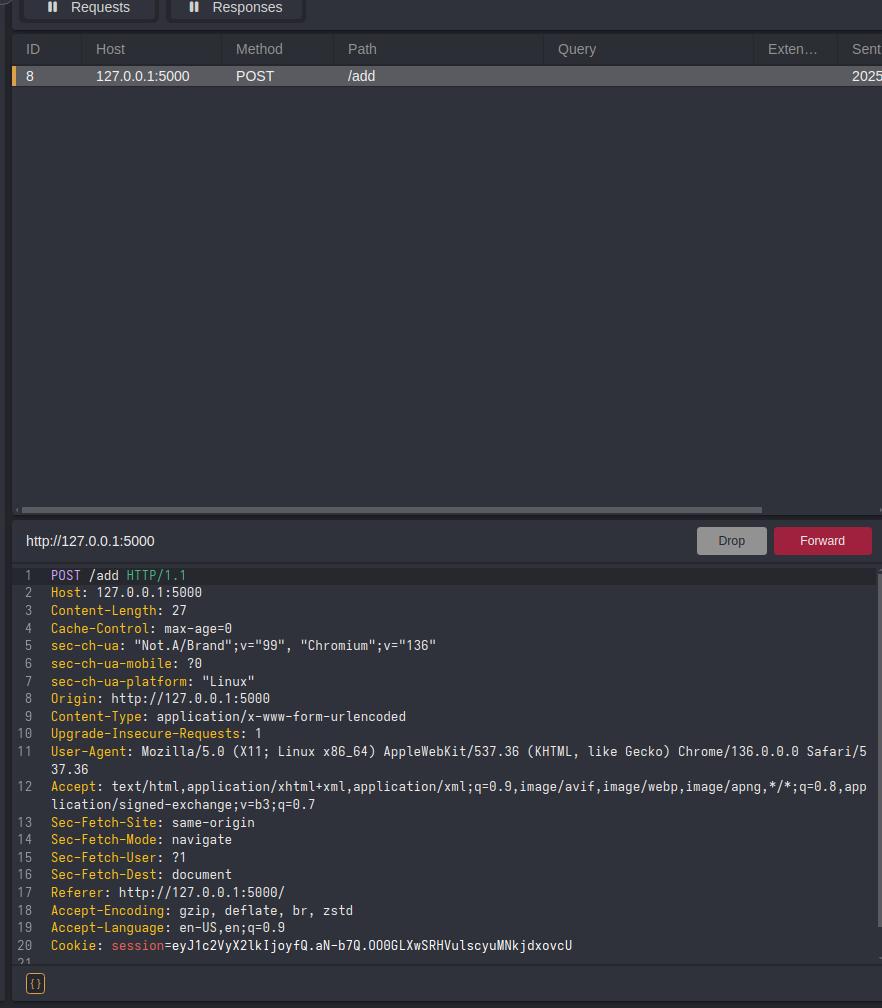 Requests Responses
ID Host Method Path Query Exten… Sent
8 127.0.0.1:5000 POST /add 2025
http://127.0.0.1:5000 Drop Forward
1 POST /add HTTP/1.1
2 Host: 127.0.0.1:5000
3 Content-Length: 27
4 Cache-Control: max-age=0
5 sec-ch-ua: "Not.A/Brand";v="99", "Chromium";v="136"
6 sec-ch-ua-mobile: ?0
7 sec-ch-ua-platform: "Linux"
8 Origin: http://127.0.0.1:5000
9 Content-Type: application/x-www-form-urlencoded
10 Upgrade-Insecure-Requests: 1
11 User-Agent: Mozilla/5.0 (X11; Linux x86_64) AppleWebKit/537.36 (KHTML, like Gecko) Chrome/136.0.0.0 Safari/5
37.36
12 Accept: text/html,application/xhtml+xml,application/xml;q=0.9,image/avif,image/webp,image/apng,*/*;q=0.8,app
lication/signed-exchange;v=b3;q=0.7
13 Sec-Fetch-Site: same-origin
14 Sec-Fetch-Mode: navigate
15 Sec-Fetch-User: ?1
16 Sec-Fetch-Dest: document
17 Referer: http://127.0.0.1:5000/
18 Accept-Encoding: gzip, deflate, br, zstd
19 Accept-Language: en-US,en;q=0.9
20 Cookie: session=eyJ1c2VyX2lkIjoyfQ.aN-b7Q.OO0GLXwSRHVulscyuMNkjdxovcU
21
{}